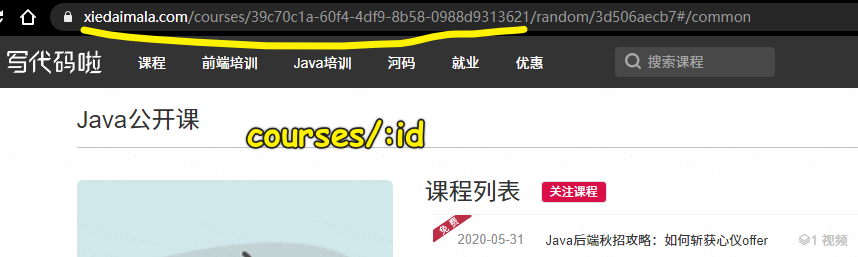 xiedaimala.com/courses/39c70c1a-60f4-4df9-8b58-0988d9313621/random/3d506aecb7#/common
写代码啦 课程 前端培训 Java培训 河码 就业 优惠 搜索课程
Java公开课
courses/:id
课程列表 关注课程
免费
2020-05-31 Java后端秋招攻略：如何斩获心仪offer 1 视频